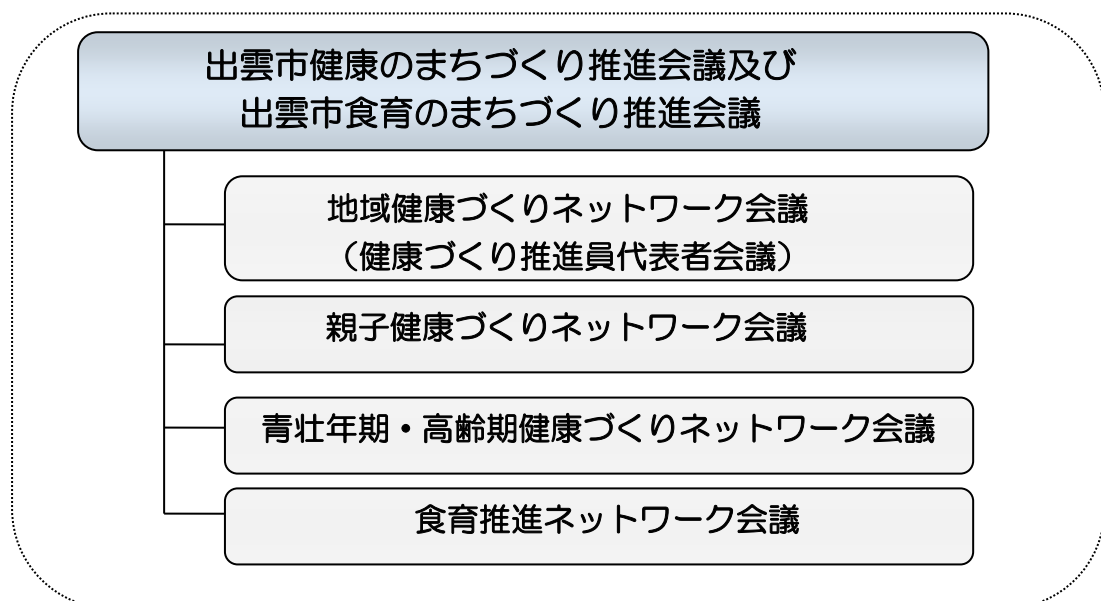 出雲市健康のまちづくり推進会議及び
出雲市食育のまちづくり推進会議
地域健康づくりネットワーク会議
（健康づくり推進員代表者会議）
親子健康づくりネットワーク会議
青壮年期・高齢期健康づくりネットワーク会議
食育推進ネットワーク会議